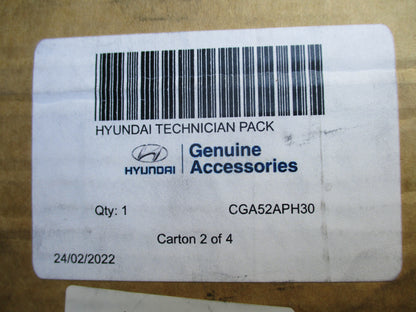 HYUNDAI TECHNICIAN PACK
HYUNDAI
Genuine
Accessories
Qty: 1 CGA52APH30
Carton 2 of 4
24/02/2022